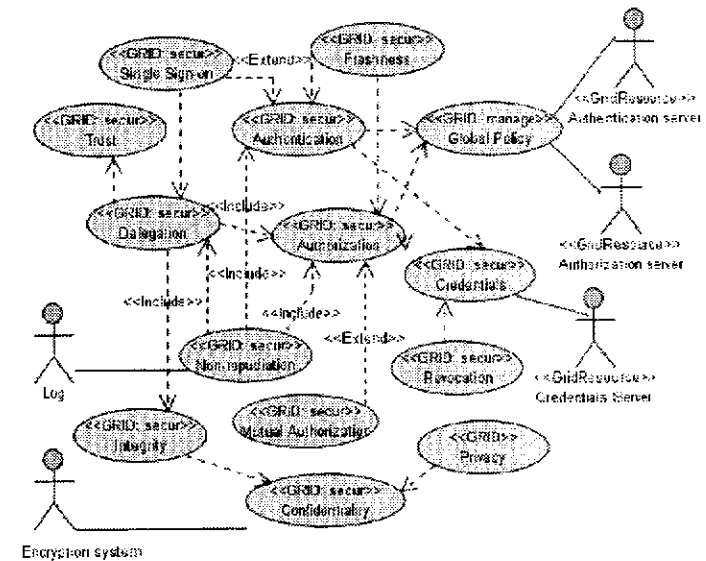 <<GRID: secur>>
Single Sign-on
<<Extend>>
<<GRID: secur>>
Freshness
<<GRID: secur>>
Trust
<<GRID: secur>>
Authentication
<<GRID: manage>>
Global Policy
<<GridResource>>
Authentication server
<<GRID: secur>>
Delegation
<<Include>>
<<GRID: secur>>
Authorization
<<GridResource>>
Authorization server
<<Include>>
<<GRID: secur>>
Credentials
<<Include>>
<<Include>>
<<Extend>>
<<GRID: secur>>
Non-repudiation
<<GRID: secur>>
Revocation
<<GridResource>>
Credentials Server
Log
<<GRID: secur>>
Mutual Authorization
<<GRID: secur>>
Integrity
<<GRID>>
Privacy
<<GRID: secur>>
Confidentiality
Encryption system